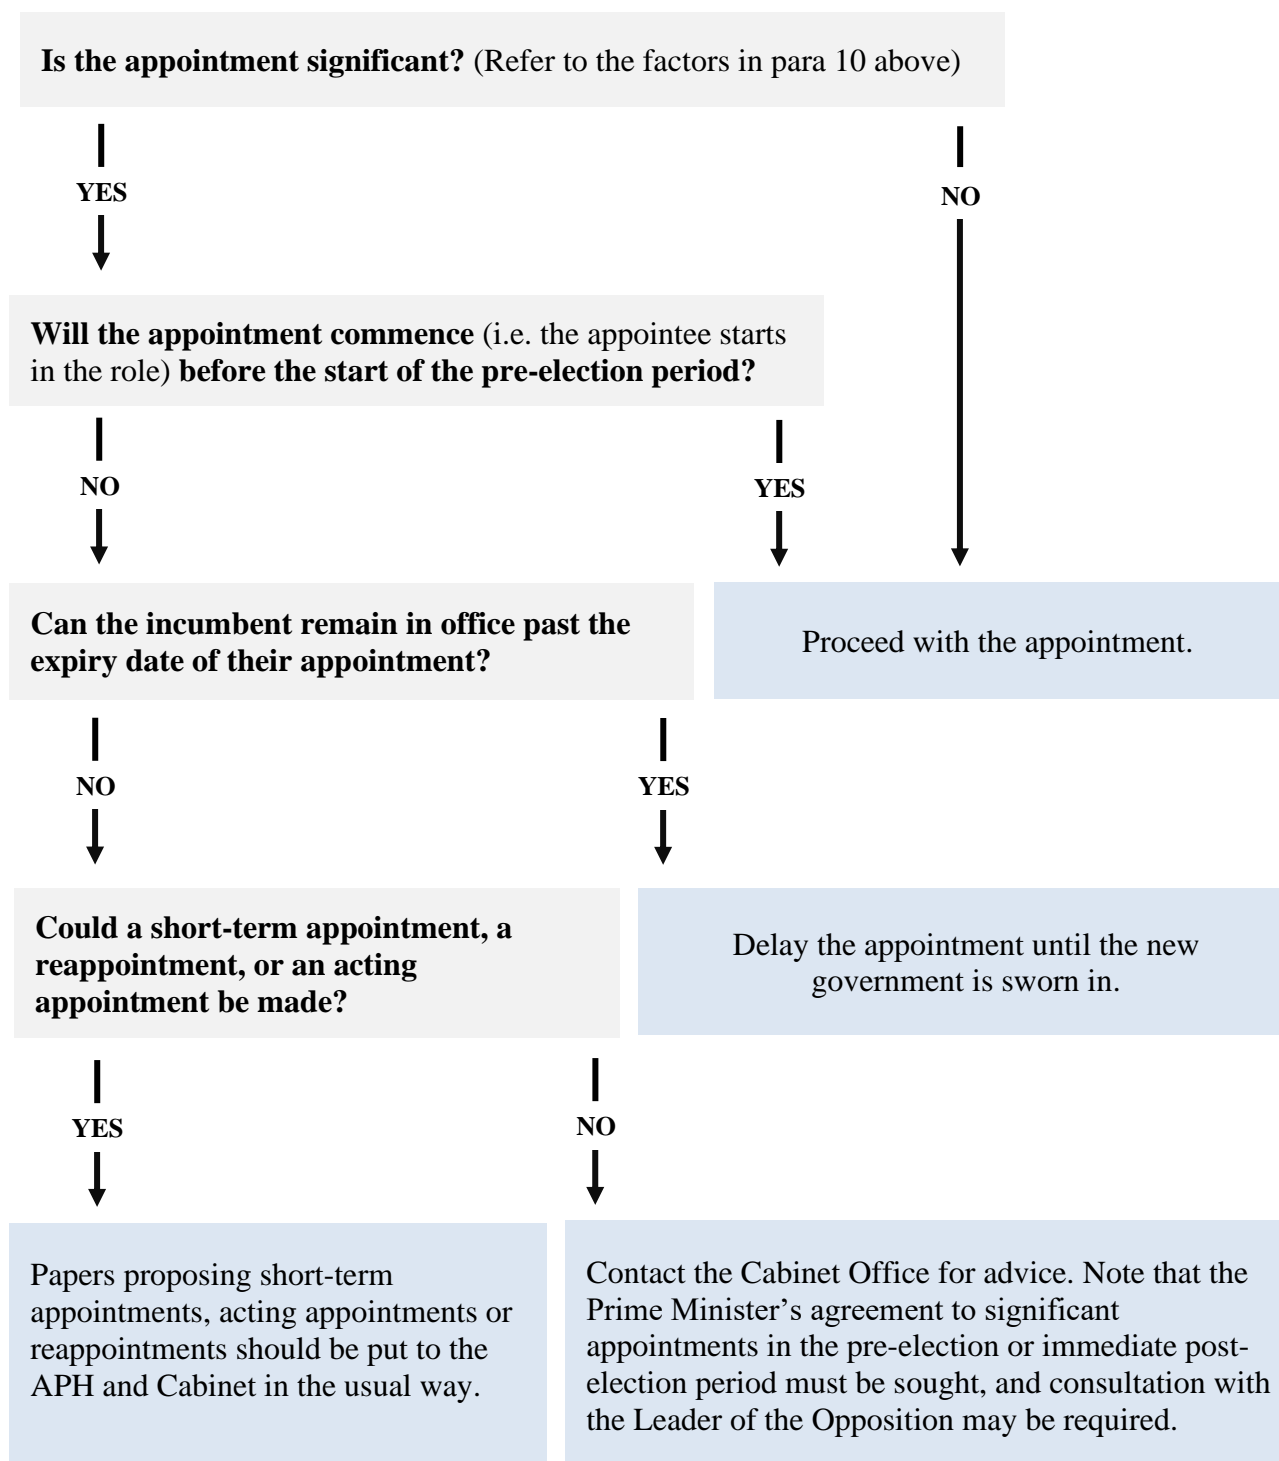 Is the appointment significant? (Refer to the factors in para 10 above)
YES
NO
Will the appointment commence (i.e. the appointee starts
in the role) before the start of the pre-election period?
NO
YES
Can the incumbent remain in office past the
expiry date of their appointment?
Proceed with the appointment.
NO
YES
Could a short-term appointment, a
reappointment, or an acting
appointment be made?
Delay the appointment until the new
government is sworn in.
YES
NO
Papers proposing short-term
appointments, acting appointments or
reappointments should be put to the
APH and Cabinet in the usual way.
Contact the Cabinet Office for advice. Note that the
Prime Minister’s agreement to significant
appointments in the pre-election or immediate post-
election period must be sought, and consultation with
the Leader of the Opposition may be required.